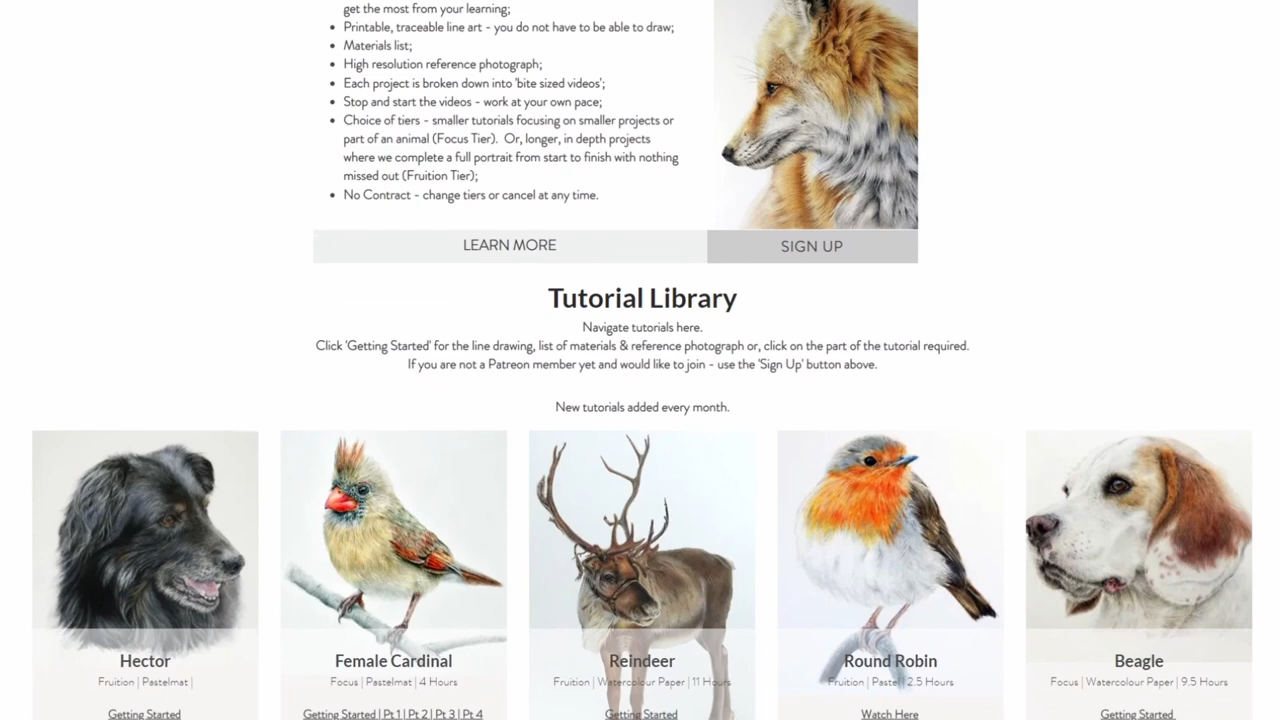 get the most from your learning;
• Printable, traceable line art - you do not have to be able to draw;
• Materials list;
• High resolution reference photograph;
• Each project is broken down into 'bite sized videos';
• Stop and start the videos - work at your own pace;
• Choice of tiers - smaller tutorials focusing on smaller projects or
part of an animal (Focus Tier). Or, longer, in depth projects
where we complete a full portrait from start to finish with nothing
missed out (Fruition Tier);
• No Contract - change tiers or cancel at any time.
LEARN MORE
SIGN UP
Tutorial Library
Navigate tutorials here.
Click 'Getting Started' for the line drawing, list of materials & reference photograph or, click on the part of the tutorial required.
If you are not a Patreon member yet and would like to join - use the 'Sign Up' button above.
New tutorials added every month.
Hector
Fruition | Pastelmat |
Getting Started
Female Cardinal
Focus | Pastelmat | 4 Hours
Getting Started | Pt 1 | Pt 2 | Pt 3 | Pt 4
Reindeer
Fruition | Watercolour Paper | 11 Hours
Getting Started
Round Robin
Fruition | Pastel | 2.5 Hours
Watch Here
Beagle
Focus | Watercolour Paper | 9.5 Hours
Getting Started